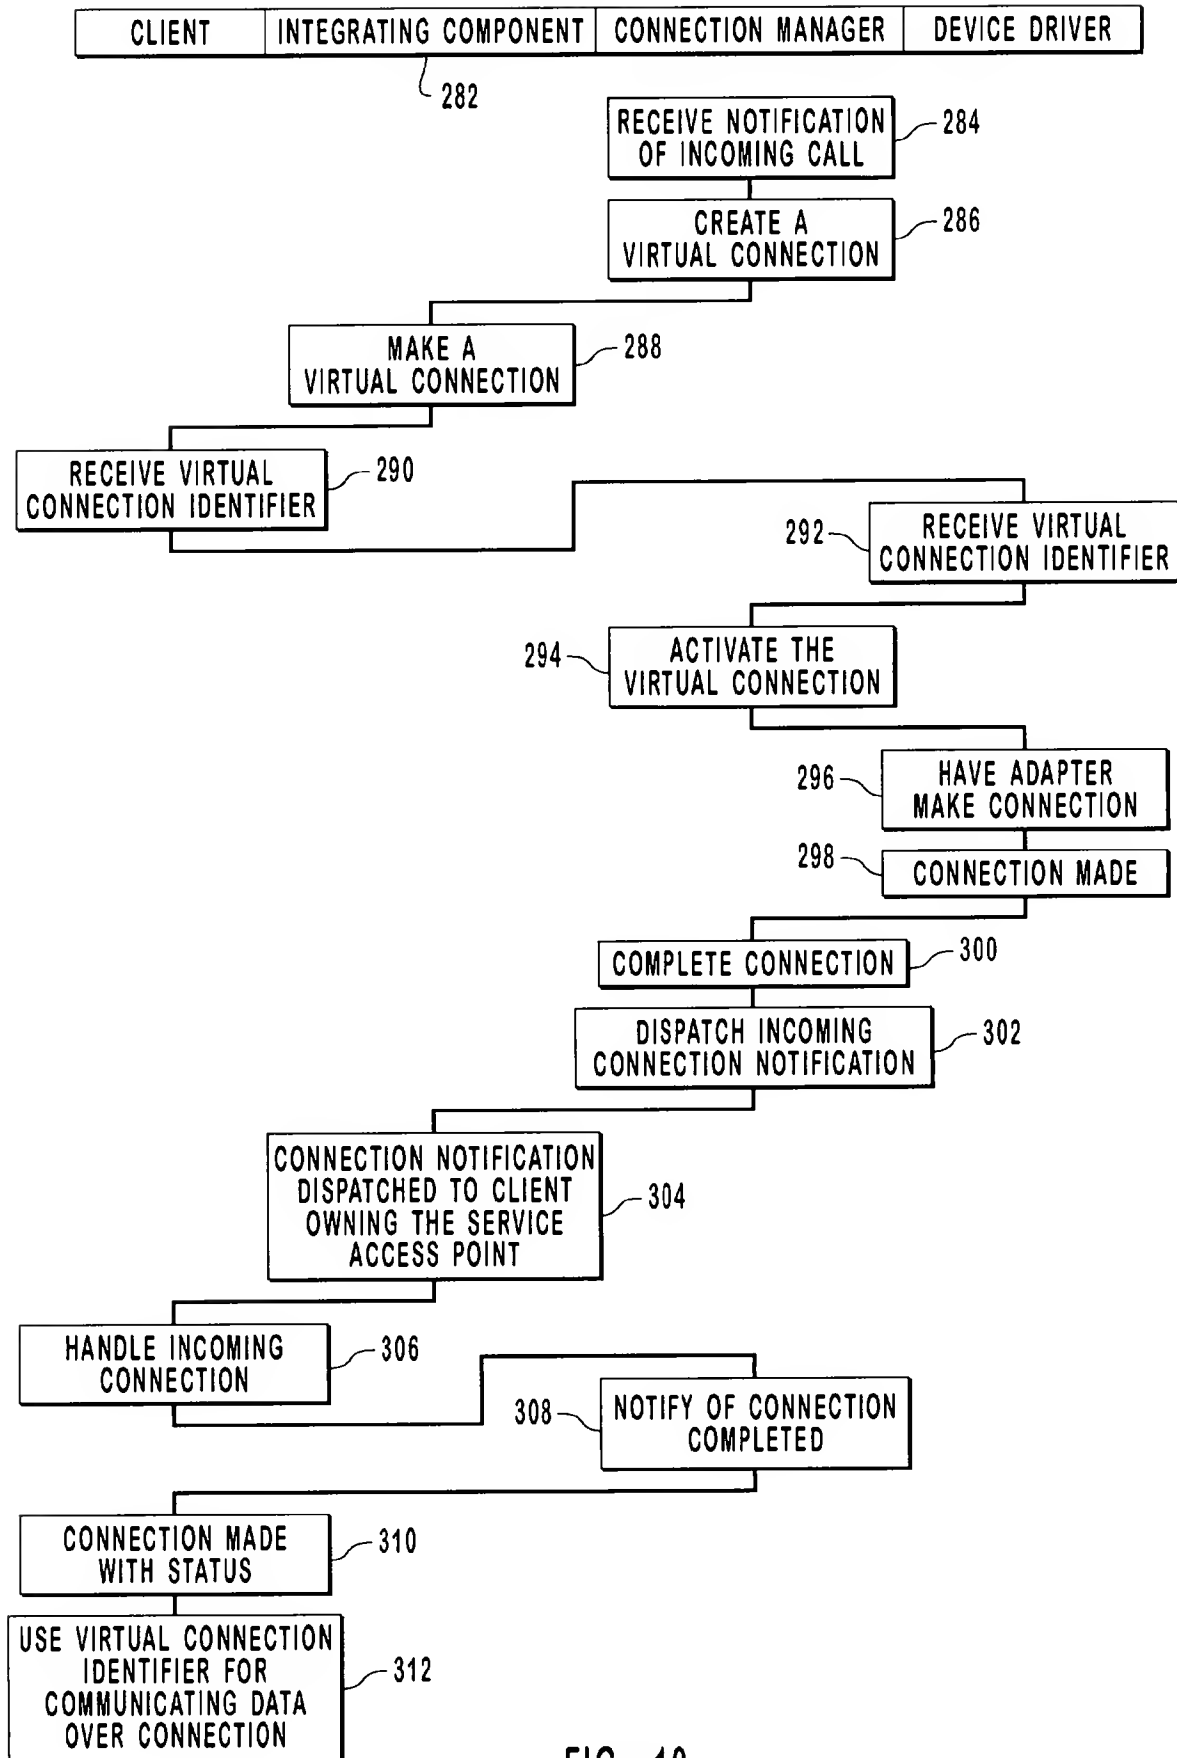 CLIENT INTEGRATING COMPONENT CONNECTION MANAGER DEVICE DRIVER
282
RECEIVE NOTIFICATION
OF INCOMING CALL
284
CREATE A
VIRTUAL CONNECTION
286
MAKE A
VIRTUAL CONNECTION
288
RECEIVE VIRTUAL
CONNECTION IDENTIFIER
290
292
RECEIVE VIRTUAL
CONNECTION IDENTIFIER
294
ACTIVATE THE
VIRTUAL CONNECTION
296
HAVE ADAPTER
MAKE CONNECTION
298
CONNECTION MADE
COMPLETE CONNECTION
300
DISPATCH INCOMING
CONNECTION NOTIFICATION
302
CONNECTION NOTIFICATION
DISPATCHED TO CLIENT
OWNING THE SERVICE
ACCESS POINT
304
HANDLE INCOMING
CONNECTION
306
308
NOTIFY OF CONNECTION
COMPLETED
CONNECTION MADE
WITH STATUS
310
USE VIRTUAL CONNECTION
IDENTIFIER FOR
COMMUNICATING DATA
OVER CONNECTION
312